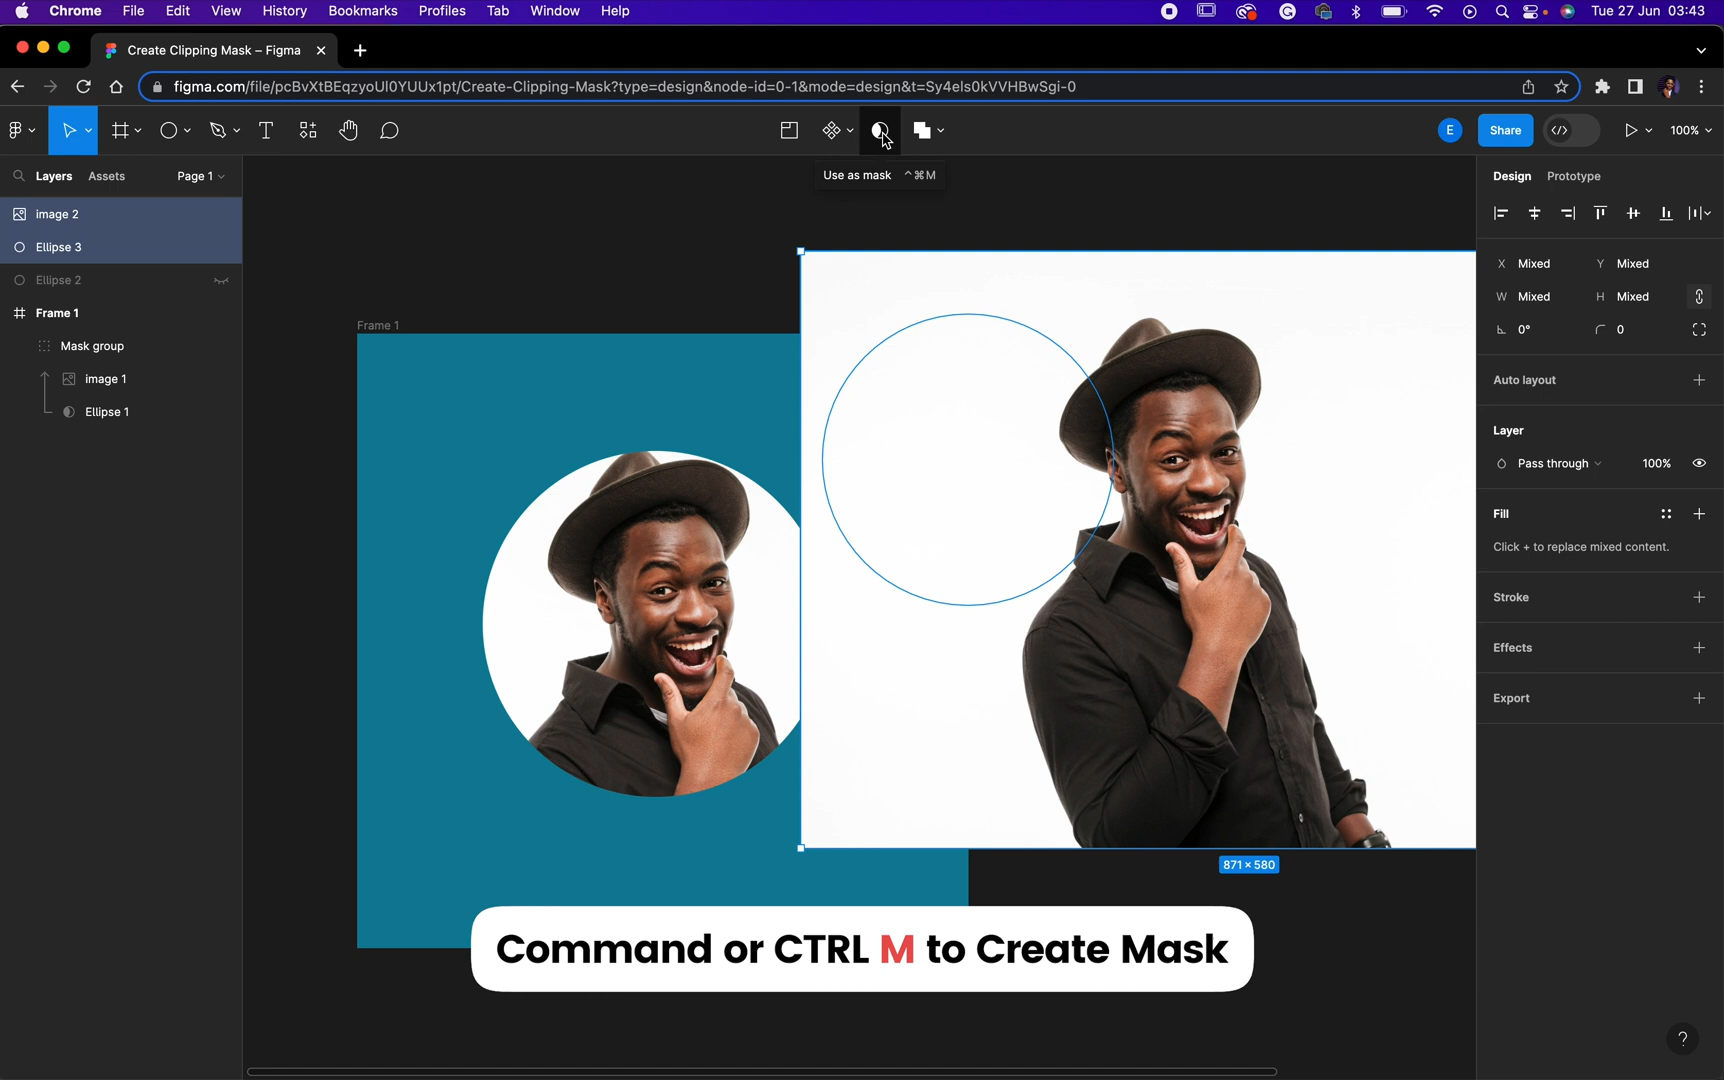 Chrome File Edit View History Bookmarks Profiles Tab Window Help Tue 27 Jun 03:43
Create Clipping Mask – Figma
figma.com/file/pcBvXtBEqzyoUl0YUUx1pt/Create-Clipping-Mask?type=design&node-id=0-1&mode=design&t=Sy4els0kVVHBwSgi-0
E Share 100%
Use as mask ^⌘M
Layers Assets Page 1
image 2
Ellipse 3
Ellipse 2
Frame 1
Mask group
image 1
Ellipse 1
Frame 1
871 × 580
Command or CTRL M to Create Mask
Design Prototype
X Mixed Y Mixed
W Mixed H Mixed
0° 0
Auto layout
Layer
Pass through 100%
Fill
Click + to replace mixed content.
Stroke
Effects
Export
?